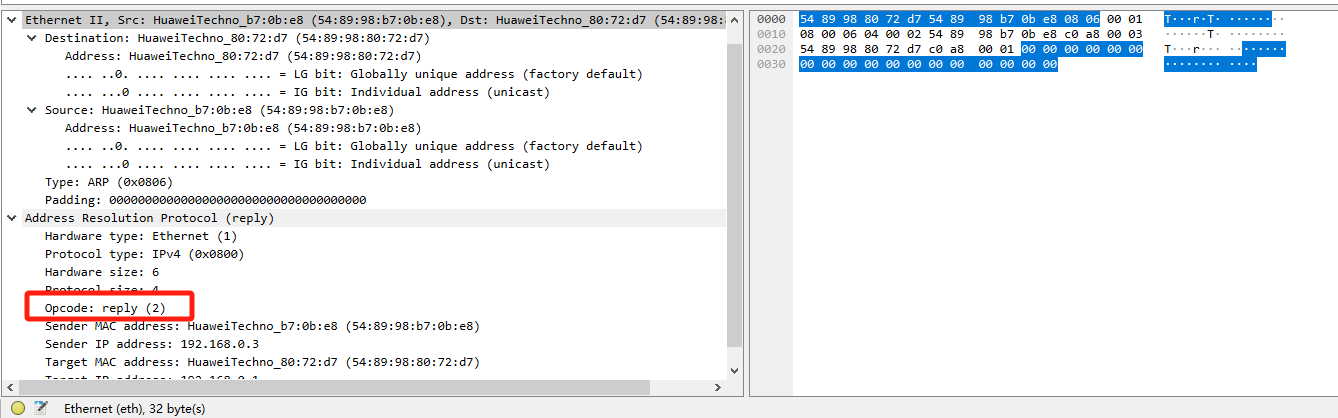 Ethernet II, Src: HuaweiTechno_b7:0b:e8 (54:89:98:b7:0b:e8), Dst: HuaweiTechno_80:72:d7 (54:89:98:8
Destination: HuaweiTechno_80:72:d7 (54:89:98:80:72:d7)
Address: HuaweiTechno_80:72:d7 (54:89:98:80:72:d7)
.... ..0. .... .... .... .... = LG bit: Globally unique address (factory default)
.... ...0 .... .... .... .... = IG bit: Individual address (unicast)
Source: HuaweiTechno_b7:0b:e8 (54:89:98:b7:0b:e8)
Address: HuaweiTechno_b7:0b:e8 (54:89:98:b7:0b:e8)
.... ..0. .... .... .... .... = LG bit: Globally unique address (factory default)
.... ...0 .... .... .... .... = IG bit: Individual address (unicast)
Type: ARP (0x0806)
Padding: 000000000000000000000000000000000000
Address Resolution Protocol (reply)
Hardware type: Ethernet (1)
Protocol type: IPv4 (0x0800)
Hardware size: 6
Protocol size: 4
Opcode: reply (2)
Sender MAC address: HuaweiTechno_b7:0b:e8 (54:89:98:b7:0b:e8)
Sender IP address: 192.168.0.3
Target MAC address: HuaweiTechno_80:72:d7 (54:89:98:80:72:d7)
Target IP address: 192.168.0.1
0000 54 89 98 80 72 d7 54 89 98 b7 0b e8 08 06 00 01 T···r·T· ········
0010 08 00 06 04 00 02 54 89 98 b7 0b e8 c0 a8 00 03 ······T· ········
0020 54 89 98 80 72 d7 c0 a8 00 01 00 00 00 00 00 00 T···r··· ········
0030 00 00 00 00 00 00 00 00 00 00 00 00 ········ ····
Ethernet (eth), 32 byte(s)